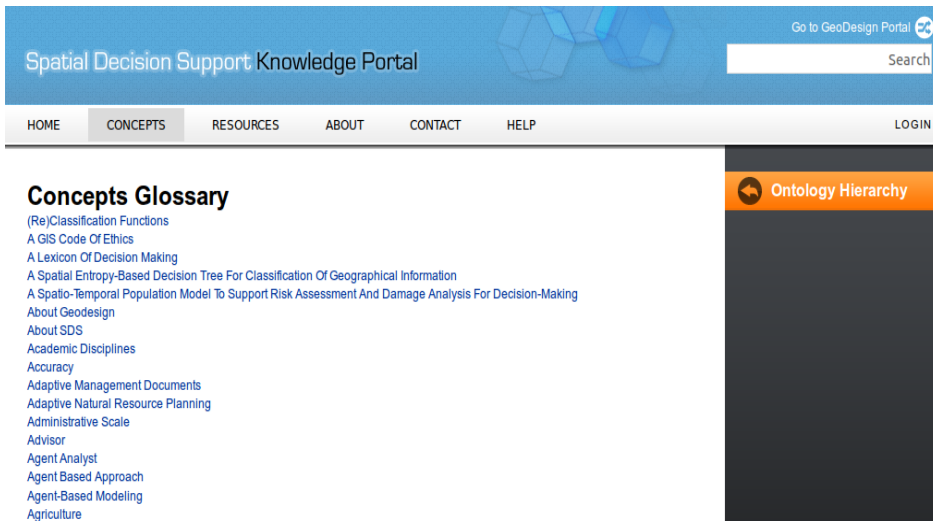 Go to GeoDesign Portal
Spatial Decision Support Knowledge Portal
Search
HOME CONCEPTS RESOURCES ABOUT CONTACT HELP LOGIN
Concepts Glossary
Ontology Hierarchy
(Re)Classification Functions
A GIS Code Of Ethics
A Lexicon Of Decision Making
A Spatial Entropy-Based Decision Tree For Classification Of Geographical Information
A Spatio-Temporal Population Model To Support Risk Assessment And Damage Analysis For Decision-Making
About Geodesign
About SDS
Academic Disciplines
Accuracy
Adaptive Management Documents
Adaptive Natural Resource Planning
Administrative Scale
Advisor
Agent Analyst
Agent Based Approach
Agent-Based Modeling
Agriculture